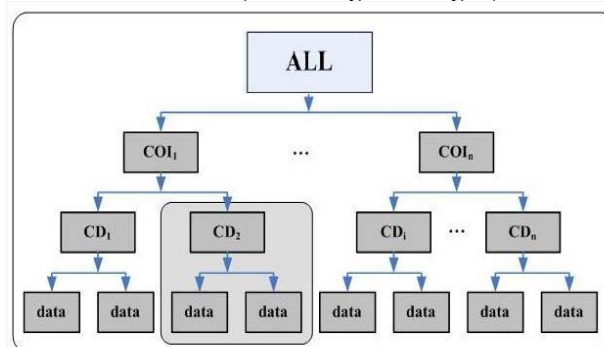 ALL
COI₁ ... COIₙ
CD₁ CD₂ CDᵢ ... CDₙ
data data data data data data data data